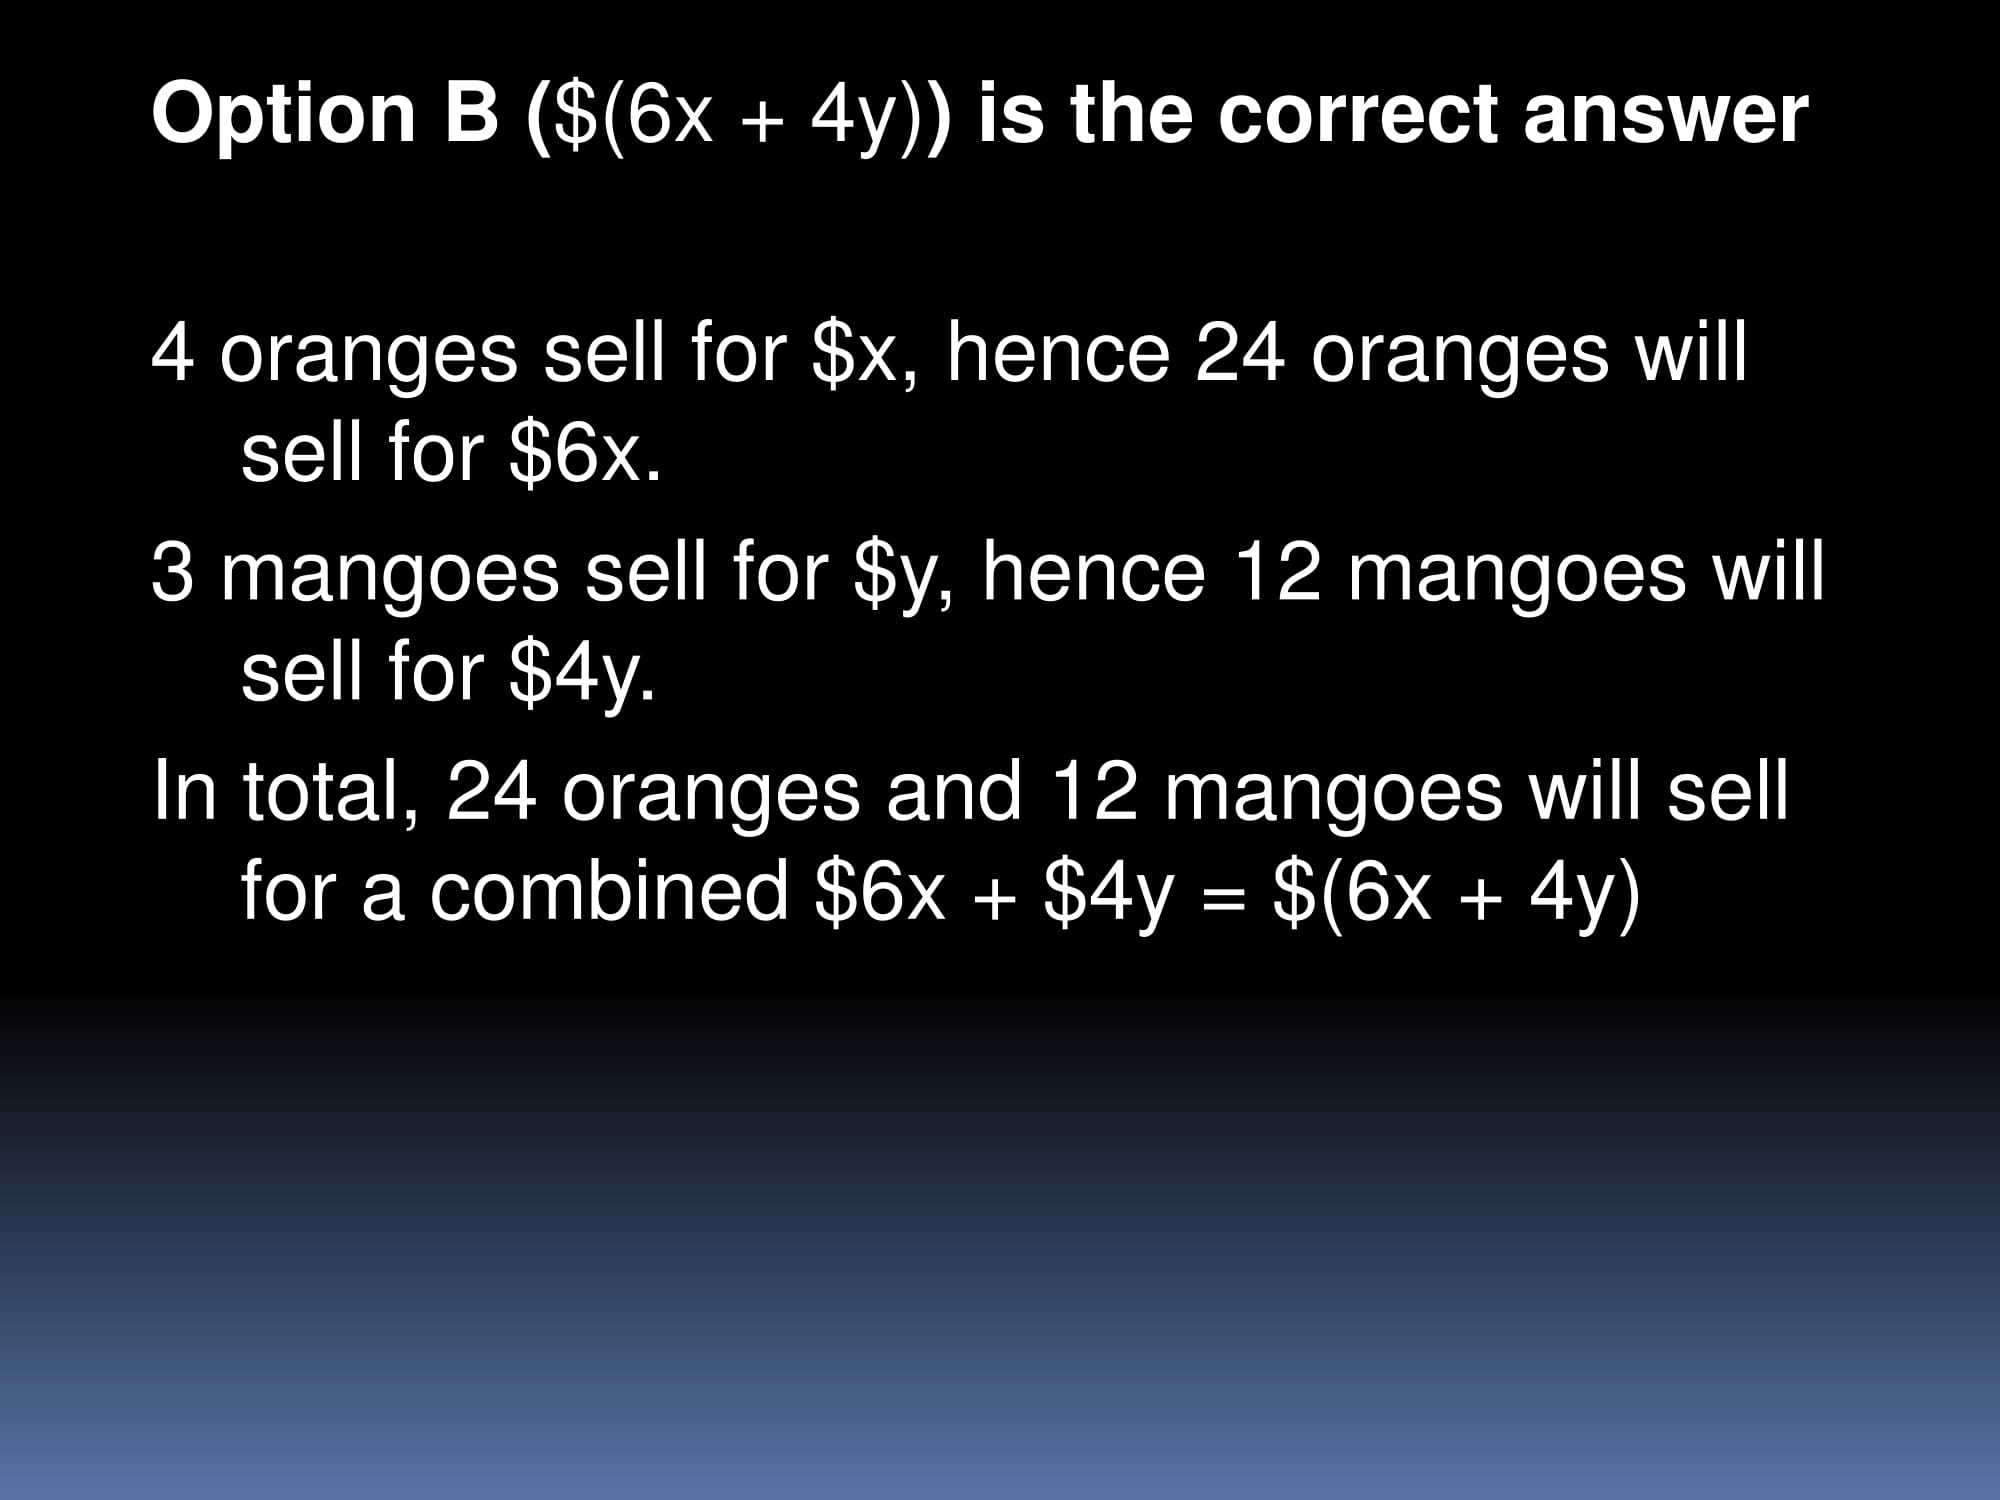 Option B ($(6x + 4y)) is the correct answer
4 oranges sell for $x, hence 24 oranges will
sell for $6x.
3 mangoes sell for $y, hence 12 mangoes will
sell for $4y.
In total, 24 oranges and 12 mangoes will sell
for a combined $6x + $4y = $(6x + 4y)